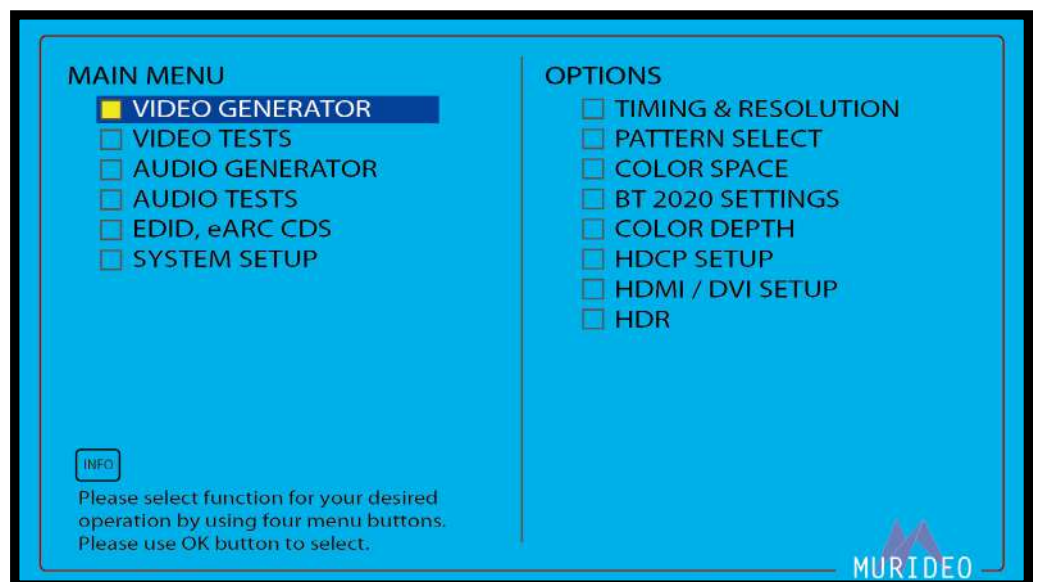 MAIN MENU
VIDEO GENERATOR
VIDEO TESTS
AUDIO GENERATOR
AUDIO TESTS
EDID, eARC CDS
SYSTEM SETUP
INFO
Please select function for your desired
operation by using four menu buttons.
Please use OK button to select.
OPTIONS
TIMING & RESOLUTION
PATTERN SELECT
COLOR SPACE
BT 2020 SETTINGS
COLOR DEPTH
HDCP SETUP
HDMI / DVI SETUP
HDR
MURIDEO